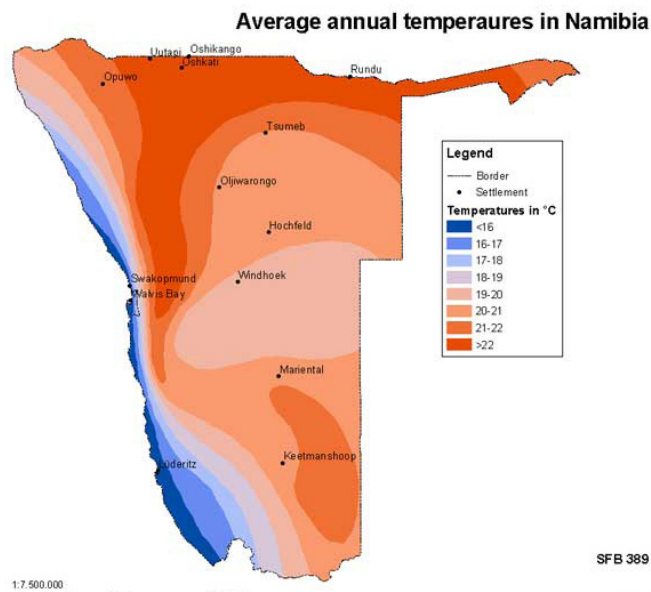 Average annual temperaures in Namibia
Oshikango
Uutapi
Oshkati
Rundu
Opuwo
Tsumeb
Legend
Border
Settlement
Temperatures in °C
<16
16-17
17-18
18-19
19-20
20-21
21-22
>22
Oljiwarongo
Hochfeld
Windhoek
Swakopmund
Walvis Bay
Mariental
Keetmanshoop
Lüderitz
SFB 389
1:7.500.000